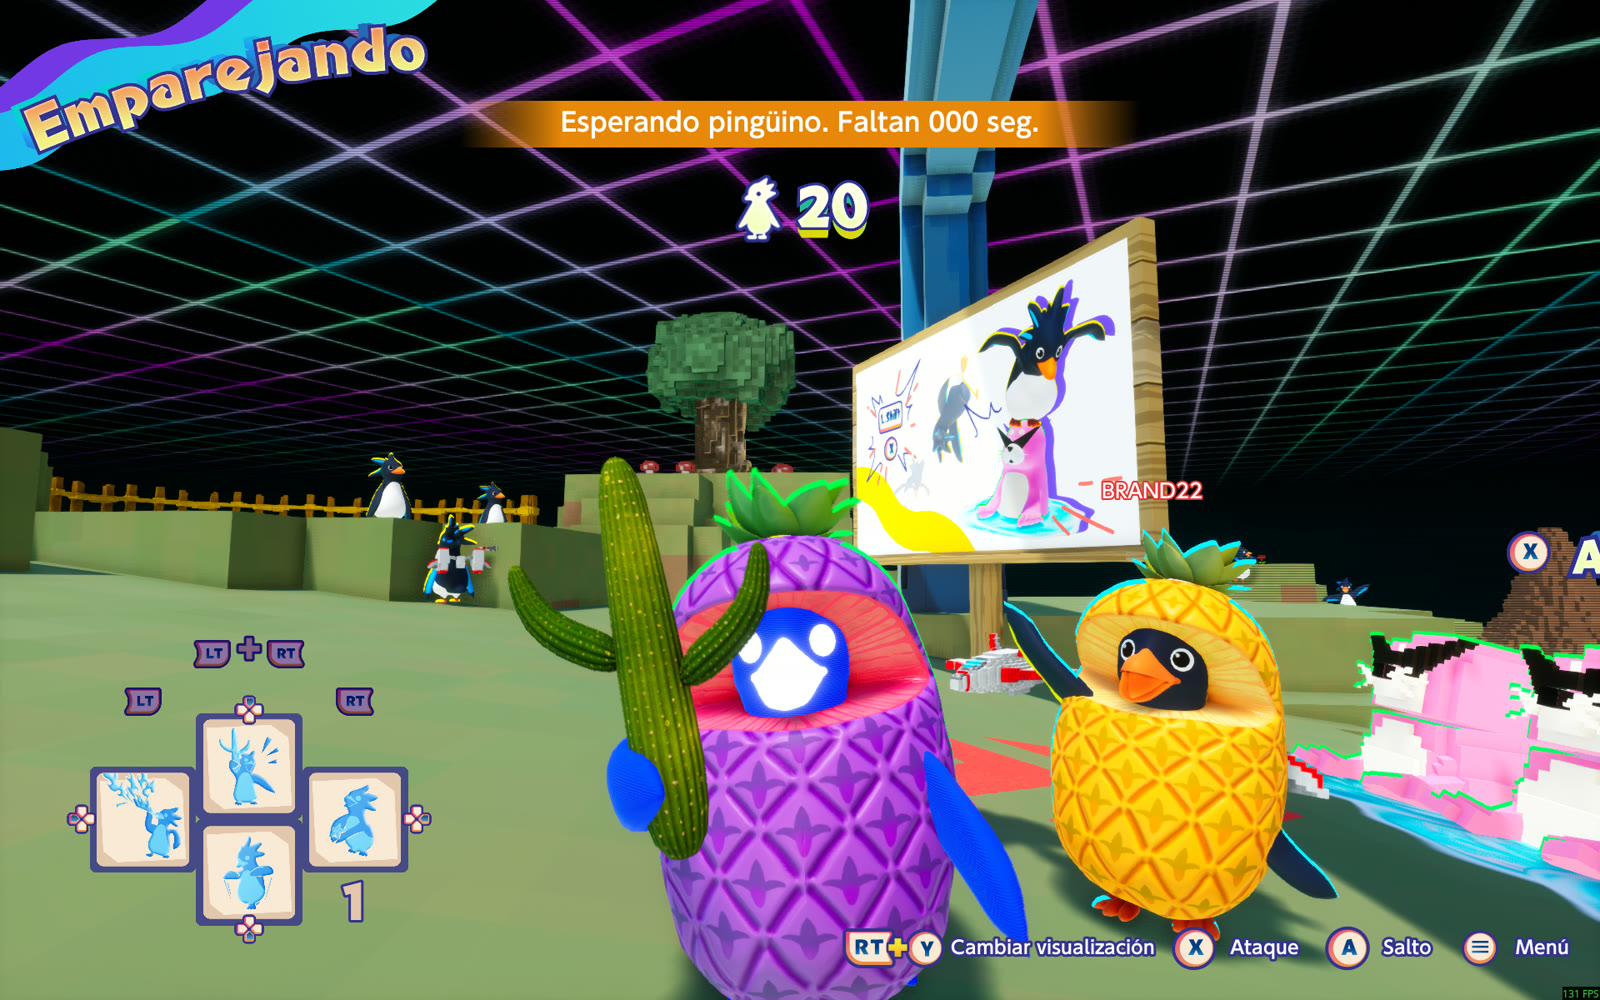 Emparejando
Esperando pingüino. Faltan 000 seg.
20
L Shift
X
BRAND22
X A
LT + RT
LT
RT
1
RT + Y Cambiar visualización X Ataque A Salto Menú
131 FPS